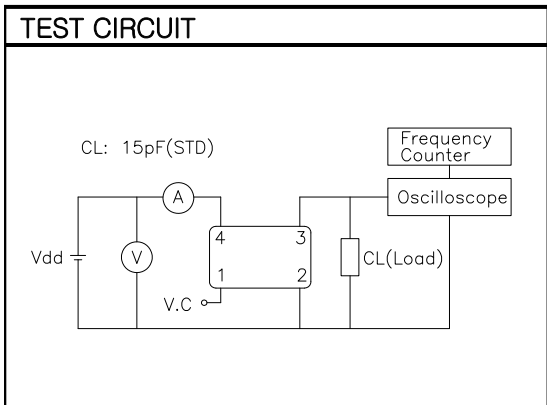 TEST CIRCUIT
CL: 15pF(STD)
Frequency
Counter
Oscilloscope
A
4
3
Vdd
V
CL(Load)
1
2
V.C